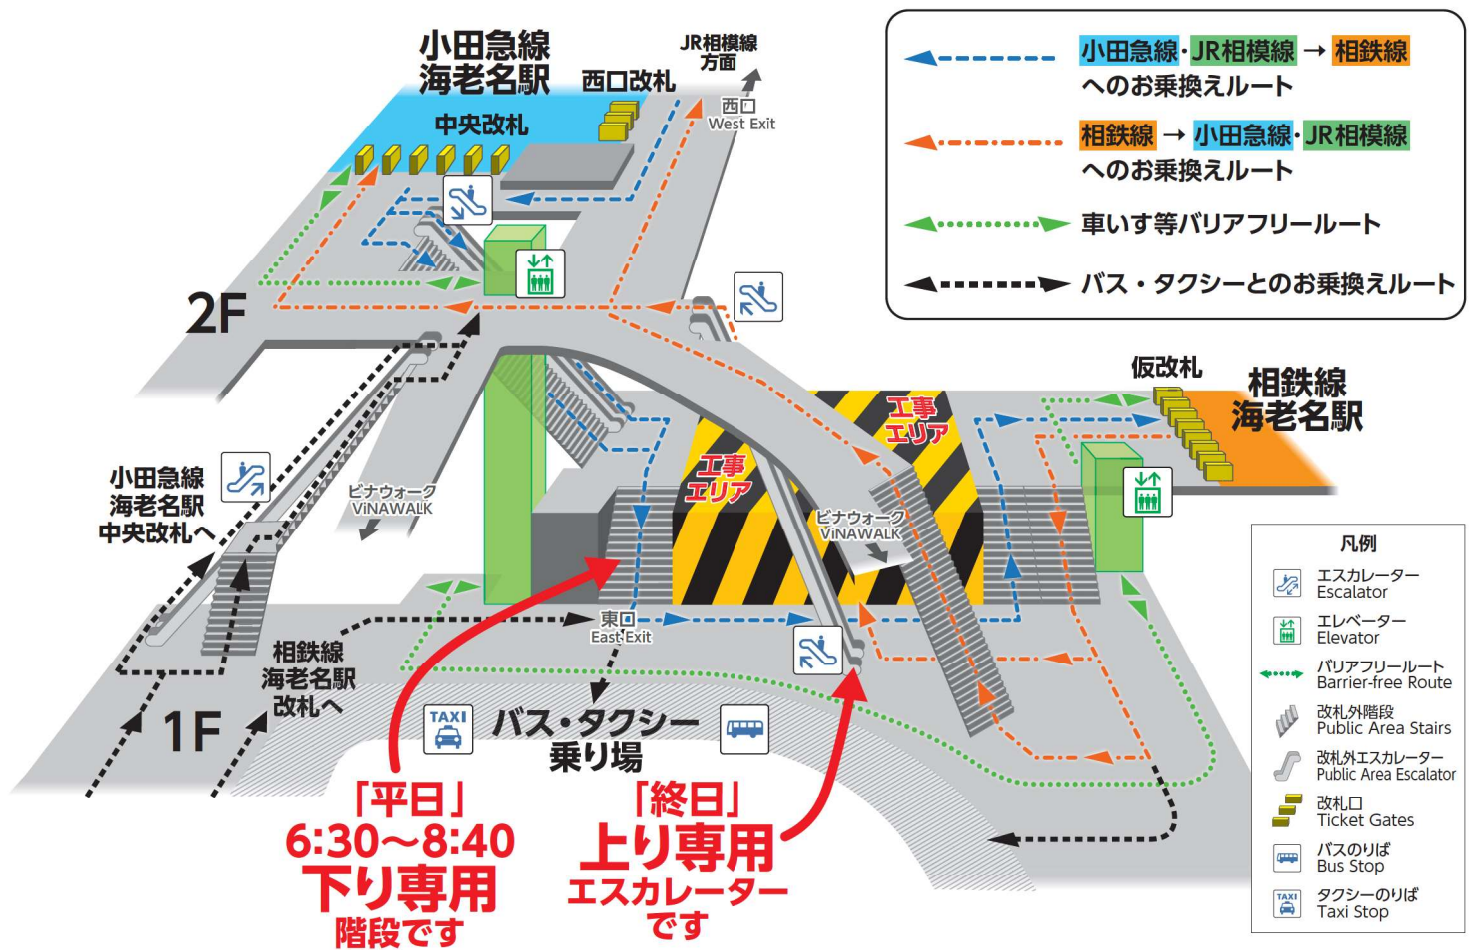 小田急線
海老名駅
中央改札
西口改札
JR相模線
方面
西口
West Exit
小田急線・JR相模線 → 相鉄線
へのお乗換えルート
相鉄線 → 小田急線・JR相模線
へのお乗換えルート
車いす等バリアフリールート
バス・タクシーとのお乗換えルート
2F
仮改札
相鉄線
海老名駅
工事
エリア
工事
エリア
小田急線
海老名駅
中央改札へ
ビナウォーク
ViNAWALK
ビナウォーク
ViNAWALK
東口
East Exit
相鉄線
海老名駅
改札へ
1F
TAXI
バス・タクシー
乗り場
「平日」
6:30～8:40
下り専用
階段です
「終日」
上り専用
エスカレーター
です
凡例
エスカレーター
Escalator
エレベーター
Elevator
バリアフリールート
Barrier-free Route
改札外階段
Public Area Stairs
改札外エスカレーター
Public Area Escalator
改札口
Ticket Gates
バスのりば
Bus Stop
TAXI
タクシーのりば
Taxi Stop